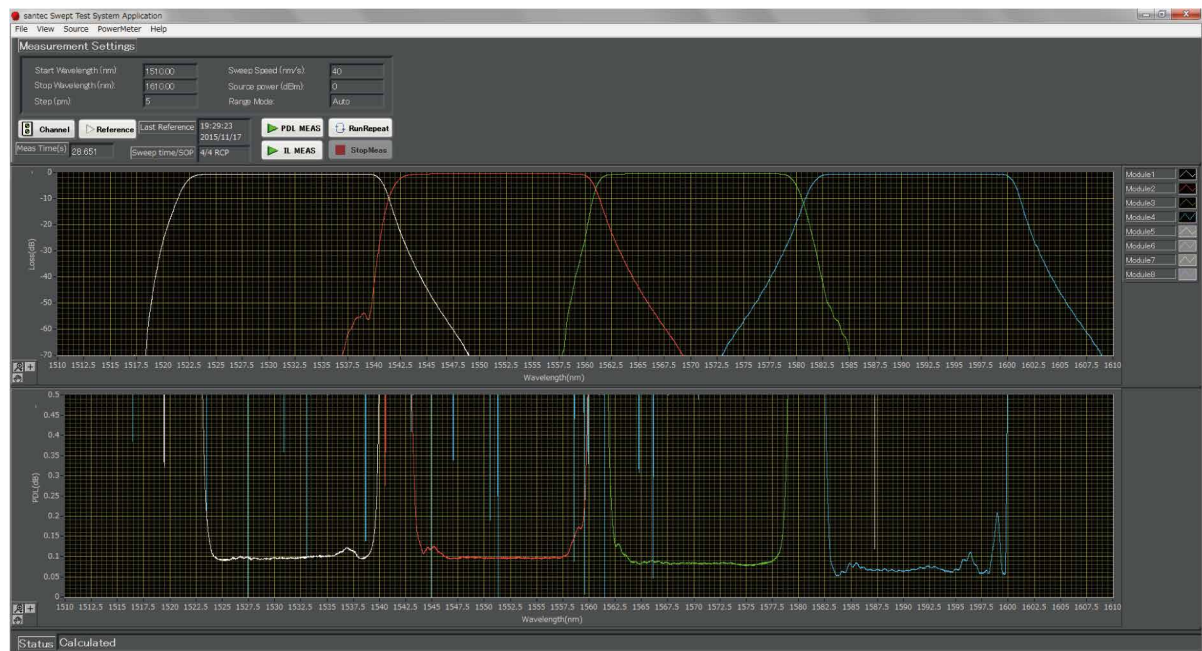 santec Swept Test System Application
File View Source PowerMeter Help
Measurement Settings
Start Wavelength (nm): 1510.00 Sweep Speed (nm/s): 40
Stop Wavelength (nm): 1610.00 Source power (dBm): 0
Step (pm): 5 Range Mode: Auto
Channel Reference Last Reference 19:29:23 2015/11/17 PDL MEAS RunRepeat
Meas Time(s) 28.651 Sweep time/SOP 4/4 RCP IL MEAS StopMeas
Loss(dB)
0
-10
-20
-30
-40
-50
-60
-70
1510 1512.5 1515 1517.5 1520 1522.5 1525 1527.5 1530 1532.5 1535 1537.5 1540 1542.5 1545 1547.5 1550 1552.5 1555 1557.5 1560 1562.5 1565 1567.5 1570 1572.5 1575 1577.5 1580 1582.5 1585 1587.5 1590 1592.5 1595 1597.5 1600 1602.5 1605 1607.5 1610
Wavelength(nm)
Module1
Module2
Module3
Module4
Module5
Module6
Module7
Module8
PDL(dB)
0.5
0.45
0.4
0.35
0.3
0.25
0.2
0.15
0.1
0.05
0
1510 1512.5 1515 1517.5 1520 1522.5 1525 1527.5 1530 1532.5 1535 1537.5 1540 1542.5 1545 1547.5 1550 1552.5 1555 1557.5 1560 1562.5 1565 1567.5 1570 1572.5 1575 1577.5 1580 1582.5 1585 1587.5 1590 1592.5 1595 1597.5 1600 1602.5 1605 1607.5 1610
Wavelength(nm)
Status Calculated